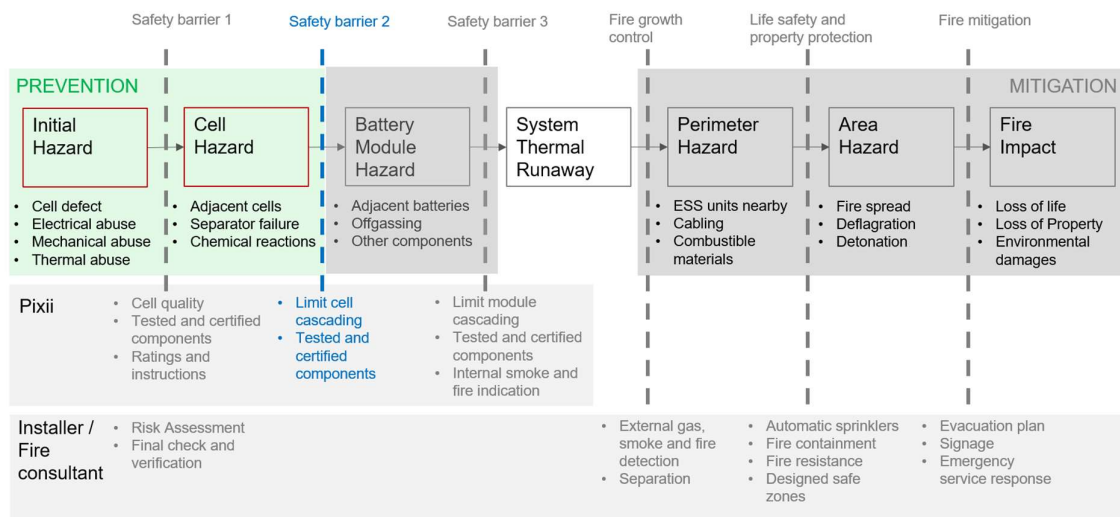 Safety barrier 1
Safety barrier 2
Safety barrier 3
Fire growth
control
Life safety and
property protection
Fire mitigation
PREVENTION
MITIGATION
Initial
Hazard
Cell
Hazard
Battery
Module
Hazard
System
Thermal
Runaway
Perimeter
Hazard
Area
Hazard
Fire
Impact
• Cell defect
• Electrical abuse
• Mechanical abuse
• Thermal abuse
• Adjacent cells
• Separator failure
• Chemical reactions
• Adjacent batteries
• Offgassing
• Other components
• ESS units nearby
• Cabling
• Combustible
materials
• Fire spread
• Deflagration
• Detonation
• Loss of life
• Loss of Property
• Environmental
damages
Pixii
• Cell quality
• Tested and certified
components
• Ratings and
instructions
• Limit cell
cascading
• Tested and
certified
components
• Limit module
cascading
• Tested and certified
components
• Internal smoke and
fire indication
Installer /
Fire
consultant
• Risk Assessment
• Final check and
verification
• External gas,
smoke and fire
detection
• Separation
• Automatic sprinklers
• Fire containment
• Fire resistance
• Designed safe
zones
• Evacuation plan
• Signage
• Emergency
service response